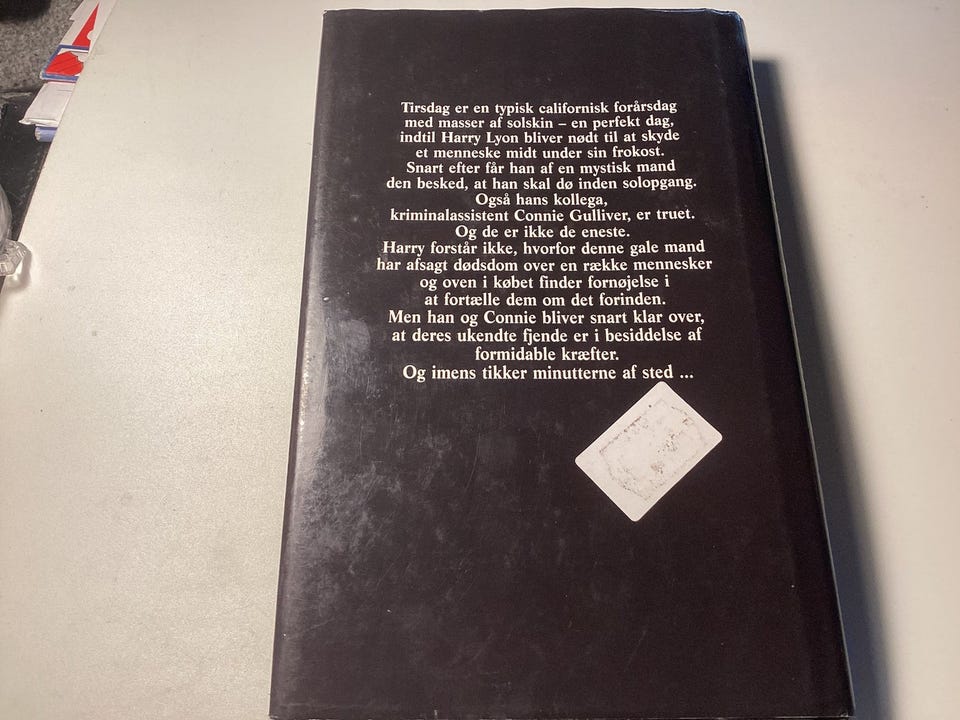 Tirsdag er en typisk californisk forårsdag
med masser af solskin – en perfekt dag,
indtil Harry Lyon bliver nødt til at skyde
et menneske midt under sin frokost.
Snart efter får han af en mystisk mand
den besked, at han skal dø inden solopgang.
Også hans kollega,
kriminalassistent Connie Gulliver, er truet.
Og de er ikke de eneste.
Harry forstår ikke, hvorfor denne gale mand
har afsagt dødsdom over en række mennesker
og oven i købet finder fornøjelse i
at fortælle dem om det forinden.
Men han og Connie bliver snart klar over,
at deres ukendte fjende er i besiddelse af
formidable kræfter.
Og imens tikker minutterne af sted ...